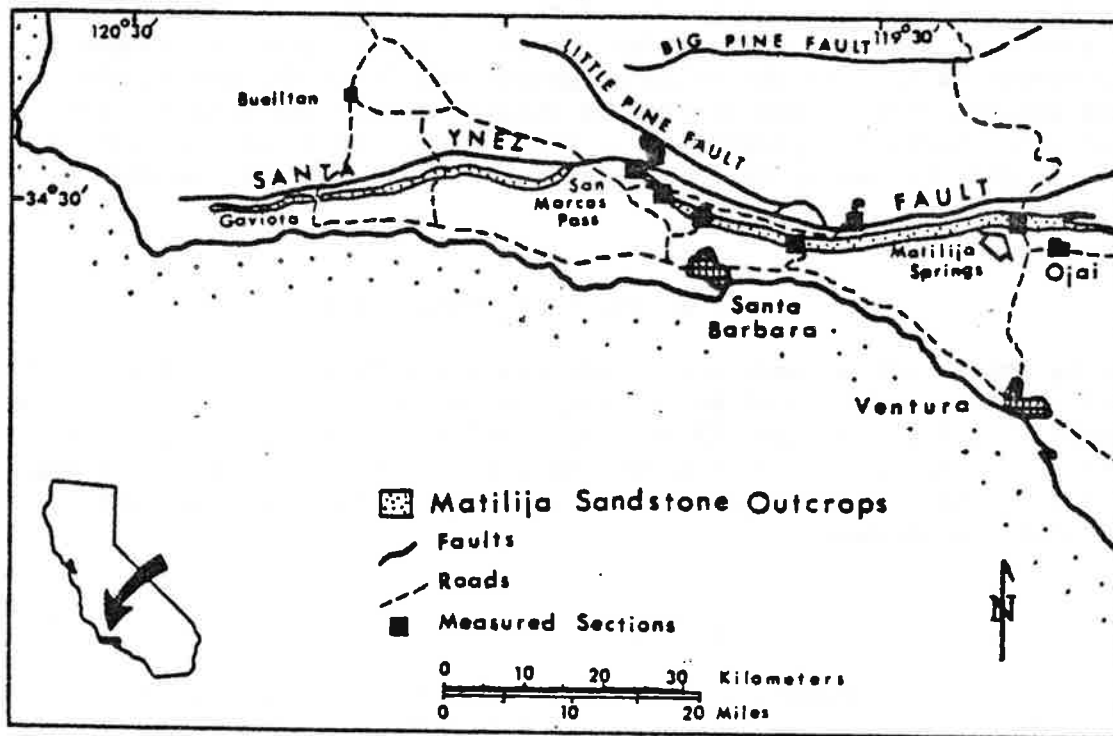 120°30'
119°30'
BIG PINE FAULT
LITTLE PINE FAULT
Buellton
SANTA YNEZ FAULT
34°30'
Gaviota
San
Marcos
Pass
Matilija
Springs
Ojai
Santa
Barbara
Ventura
Matilija Sandstone Outcrops
Faults
Roads
Measured Sections
N
0 10 20 30 Kilometers
0 10 20 Miles